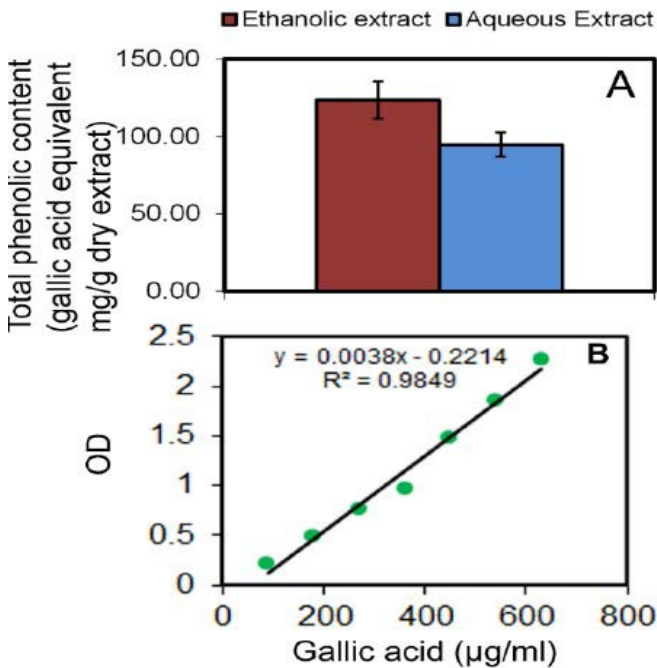 Ethanolic extract Aqueous Extract
A
Total phenolic content
(gallic acid equivalent
mg/g dry extract)
150.00
100.00
50.00
0.00
B
y = 0.0038x - 0.2214
R² = 0.9849
OD
2.5
2
1.5
1
0.5
0
0 200 400 600 800
Gallic acid (µg/ml)